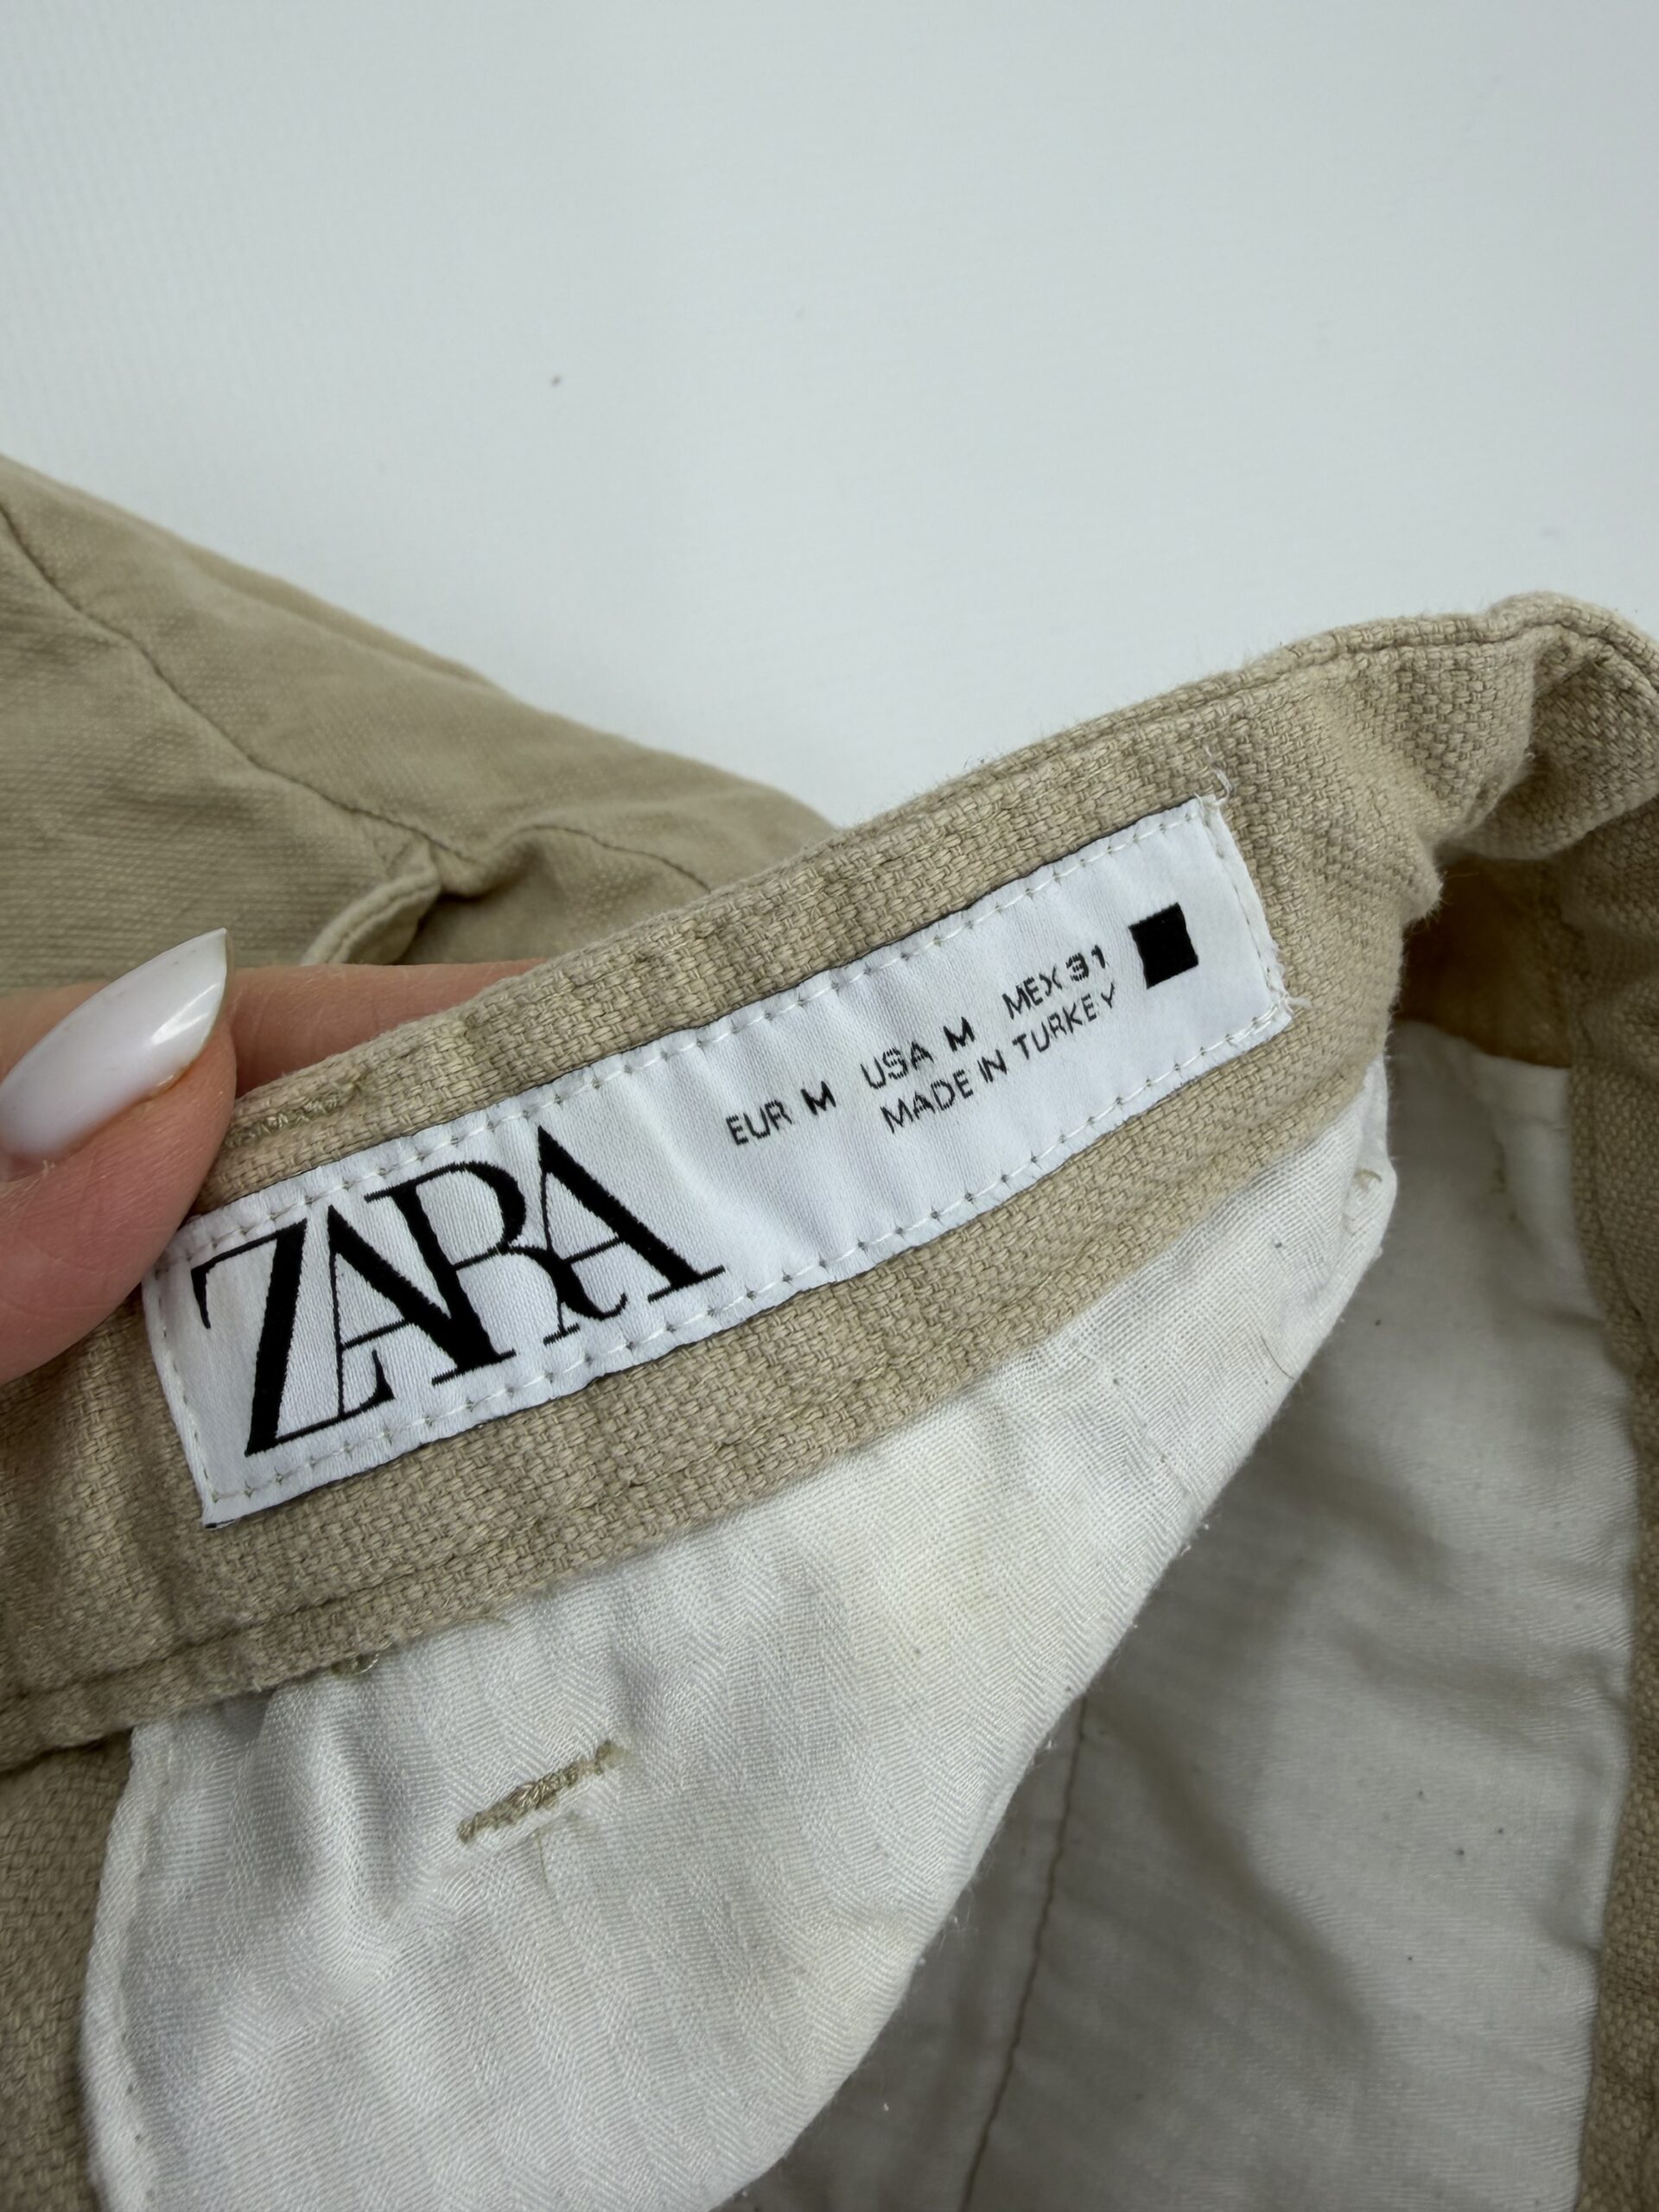 ZARA
EUR M USA M MEX 31
MADE IN TURKEY